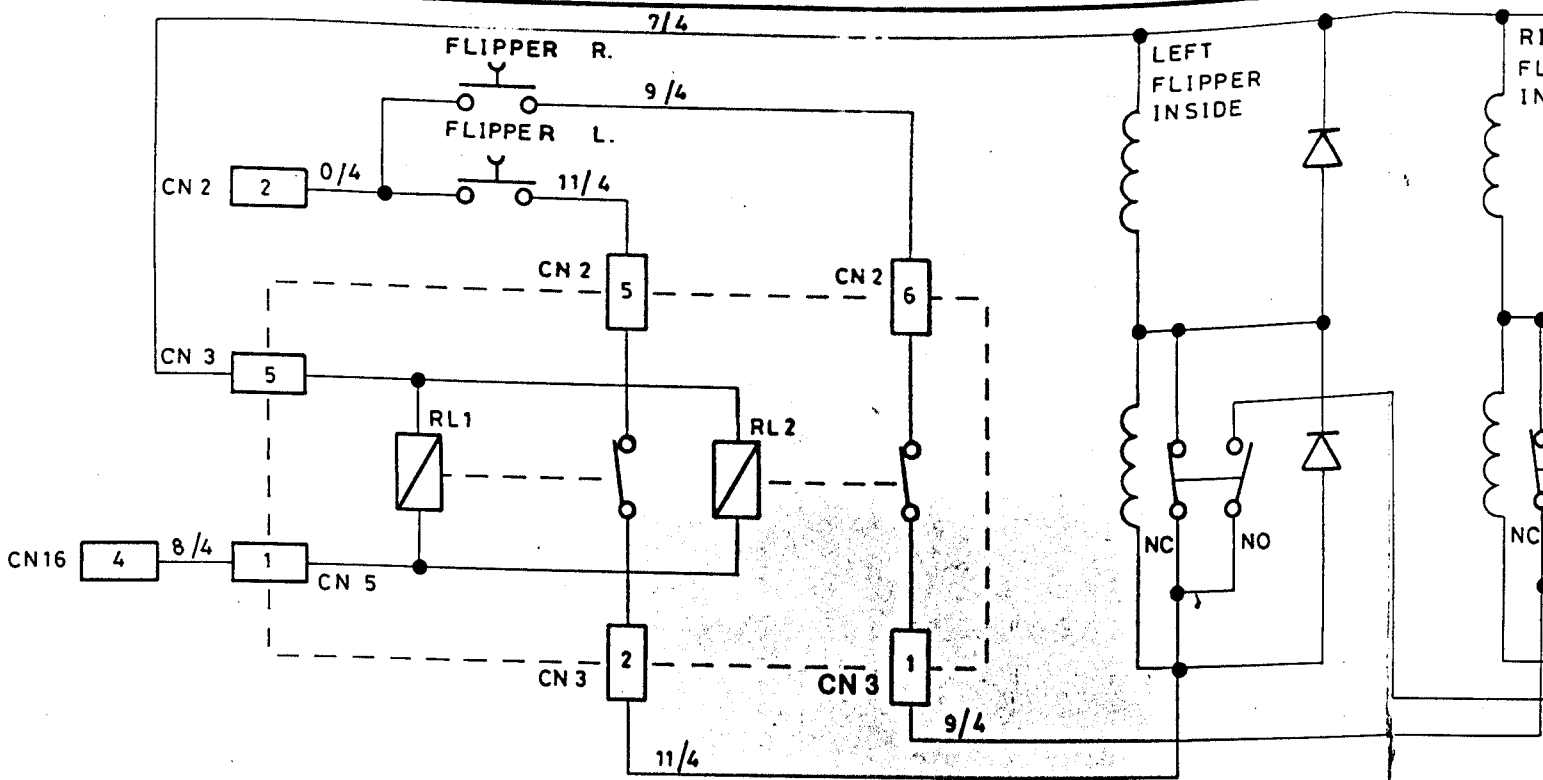 7/4
FLIPPER R.
9/4
FLIPPER L.
CN 2
2
0/4
11/4
LEFT
FLIPPER
INSIDE
CN 2
5
CN 2
6
CN 3
5
RL1
RL2
CN16
4
8/4
1
CN 5
NC
NO
NC
CN 3
2
CN 3
1
9/4
11/4